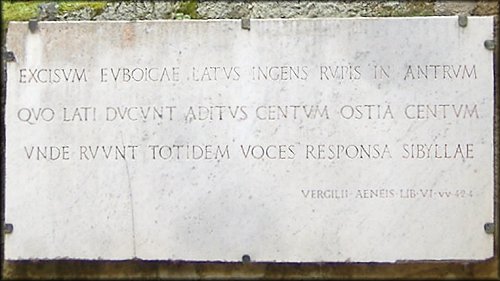 EXCISVM EVBOICAE LATVS INGENS RVPIS IN ANTRVM
QVO LATI DVCVNT ADITVS CENTVM OSTIA CENTVM
VNDE RVVNT TOTIDEM VOCES RESPONSA SIBYLLAE
VERGILII · AENEIS · LIB · VI · vv · 42-4